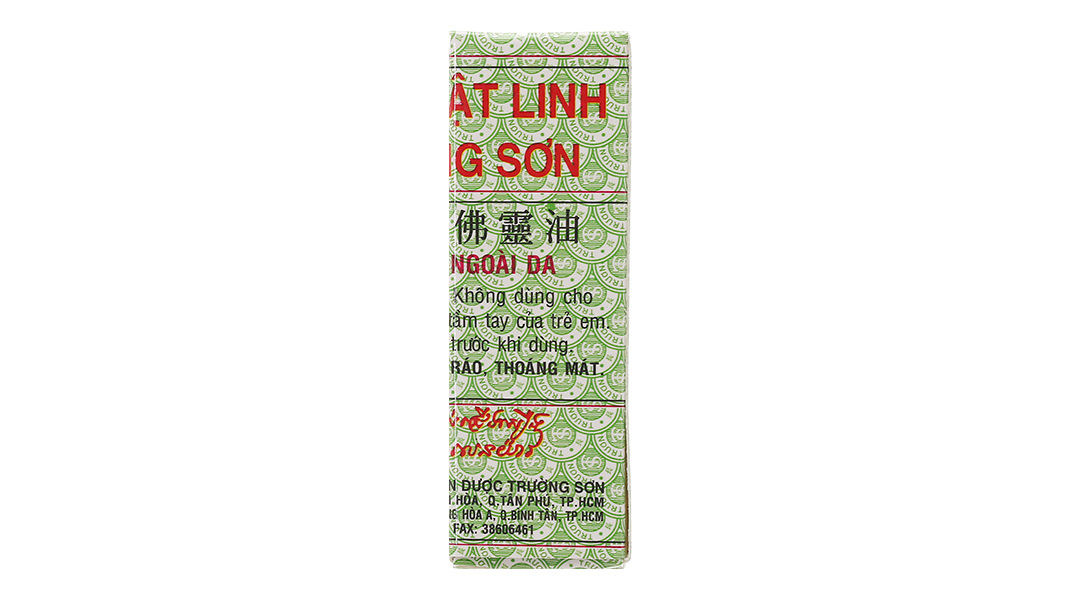 ẬT LINH
G SƠN
佛靈油
NGOÀI DA
Không dùng cho
tầm tay của trẻ em.
trước khi dùng.
RÁO, THOÁNG MÁT.
N DƯỢC TRƯỜNG SƠN
.HÒA, Q.TÂN PHÚ, TP.HCM
HÒA A, Q.BÌNH TÂN, TP.HCM
FAX: 38606461